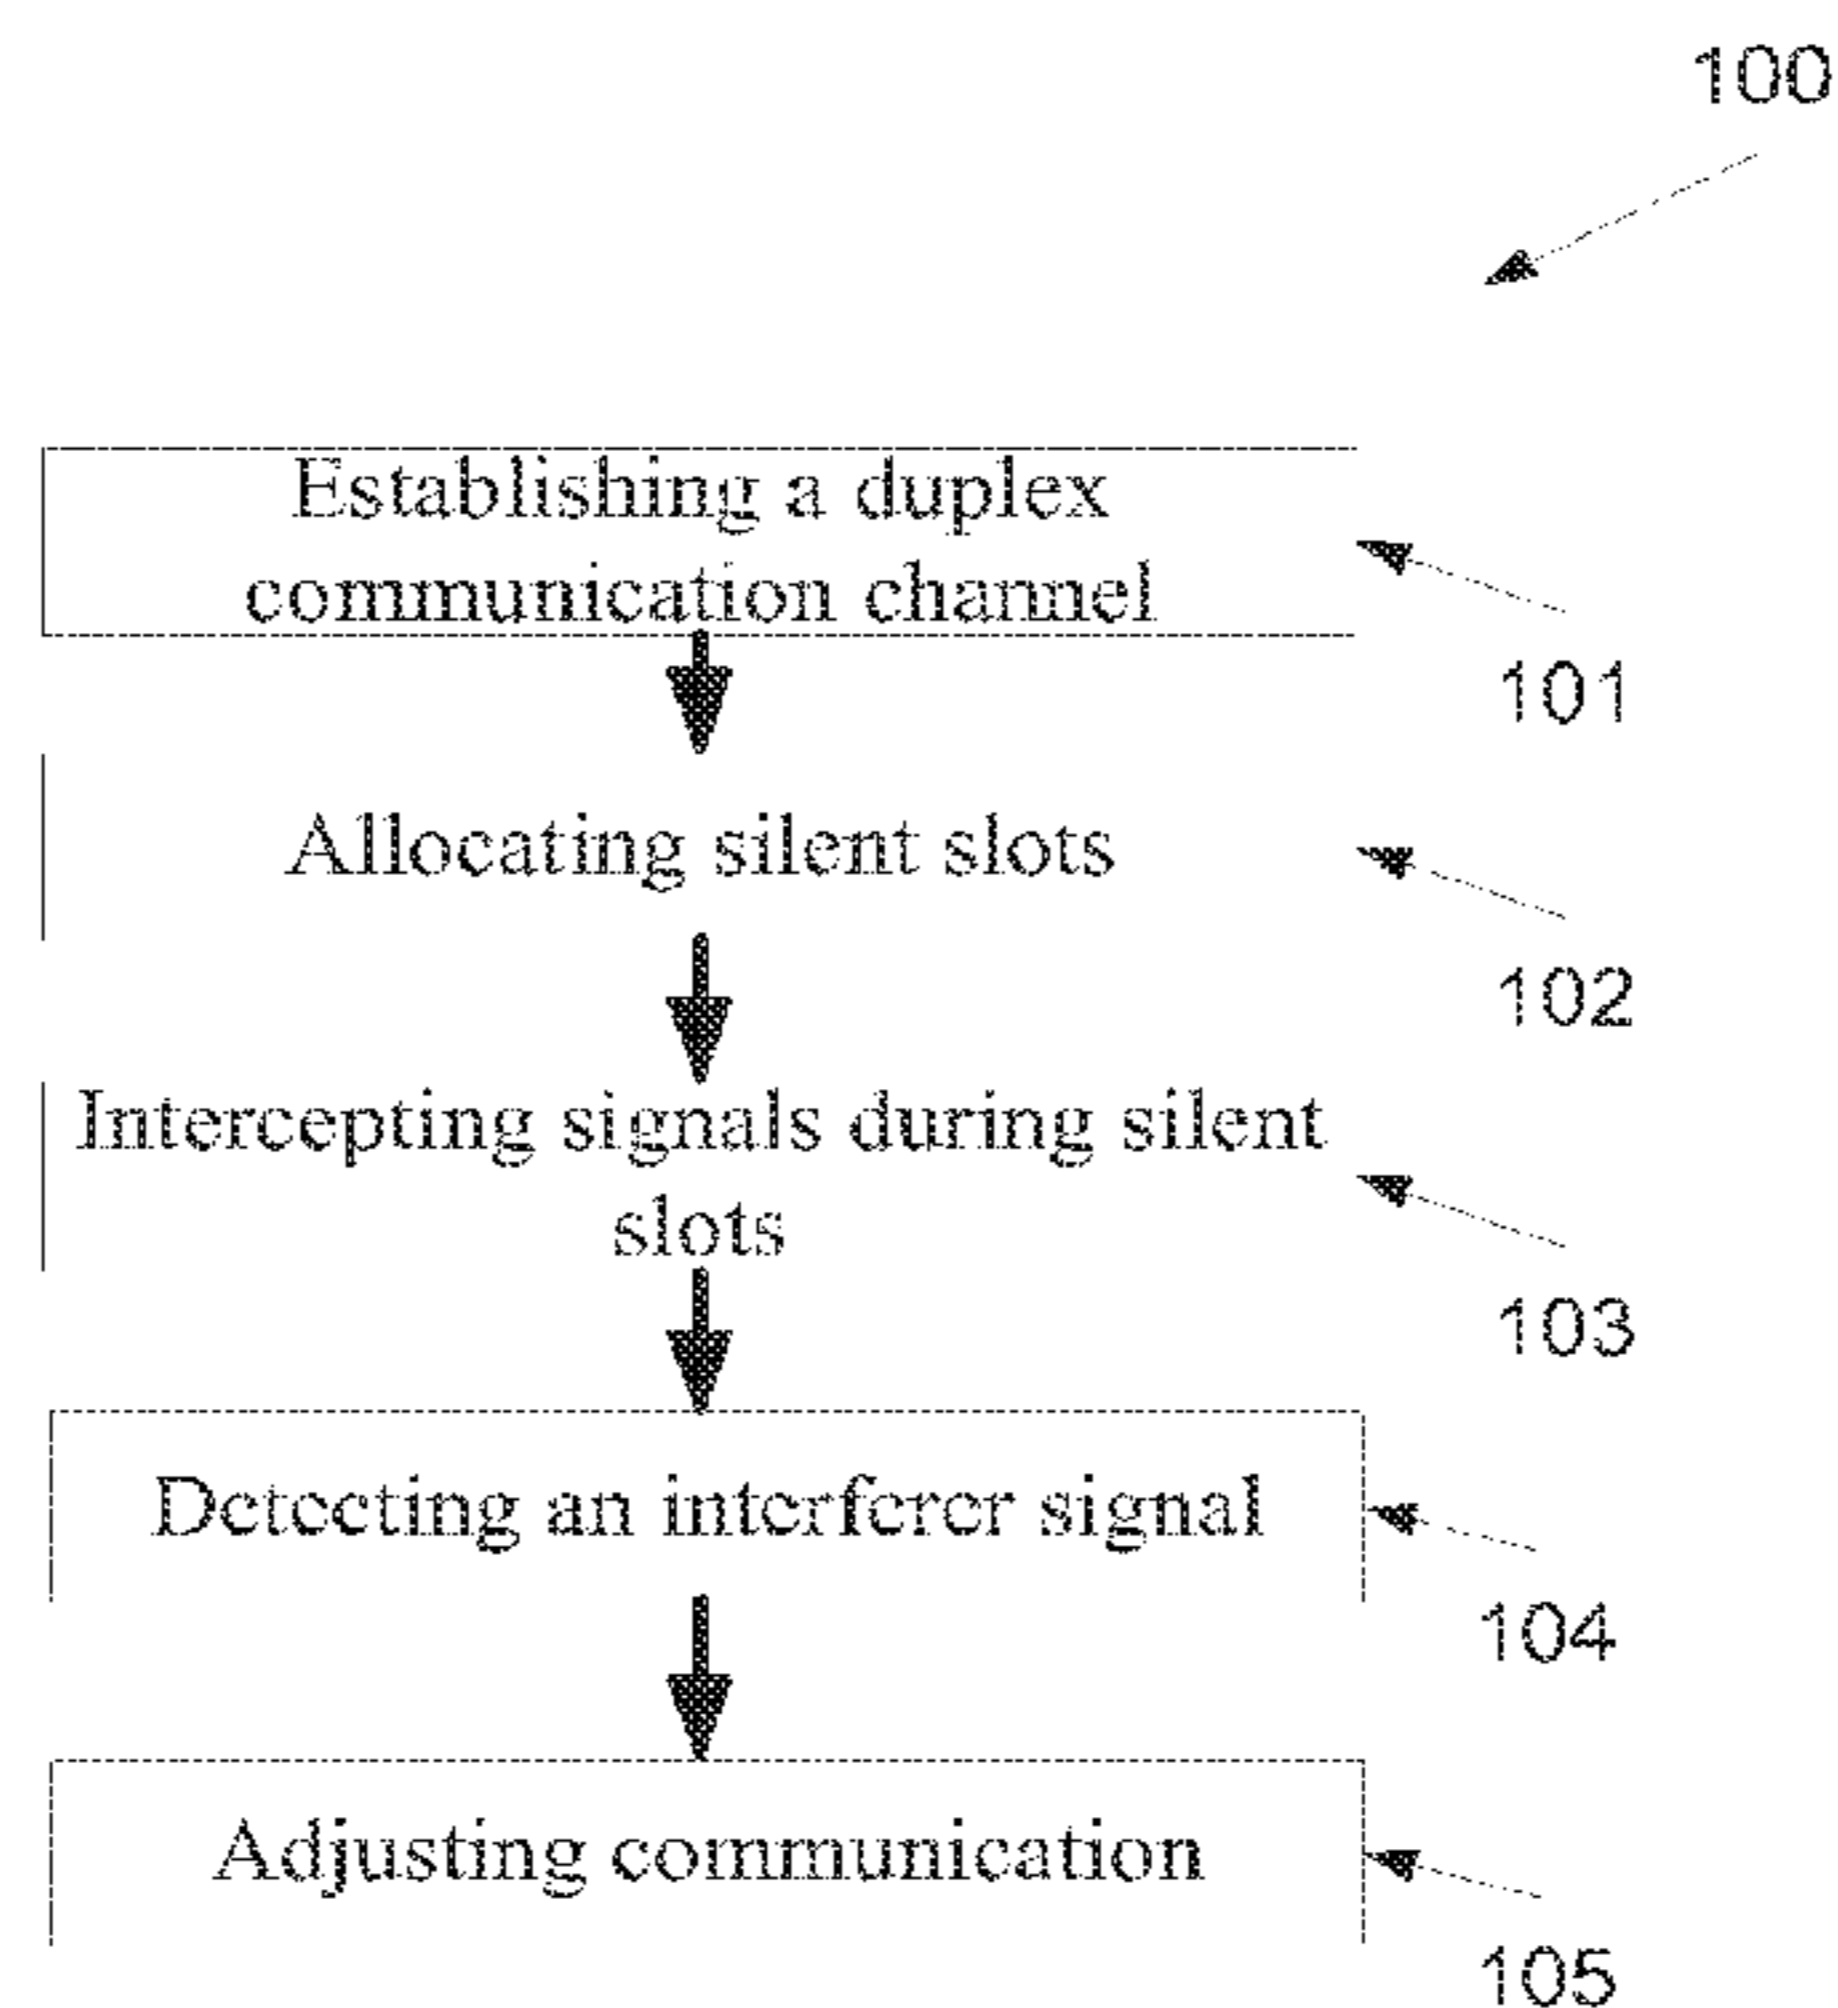 100
Establishing a duplex
communication channel
101
Allocating silent slots
102
Intercepting signals during silent
slots
103
Detecting an interferer signal
104
Adjusting communication
105